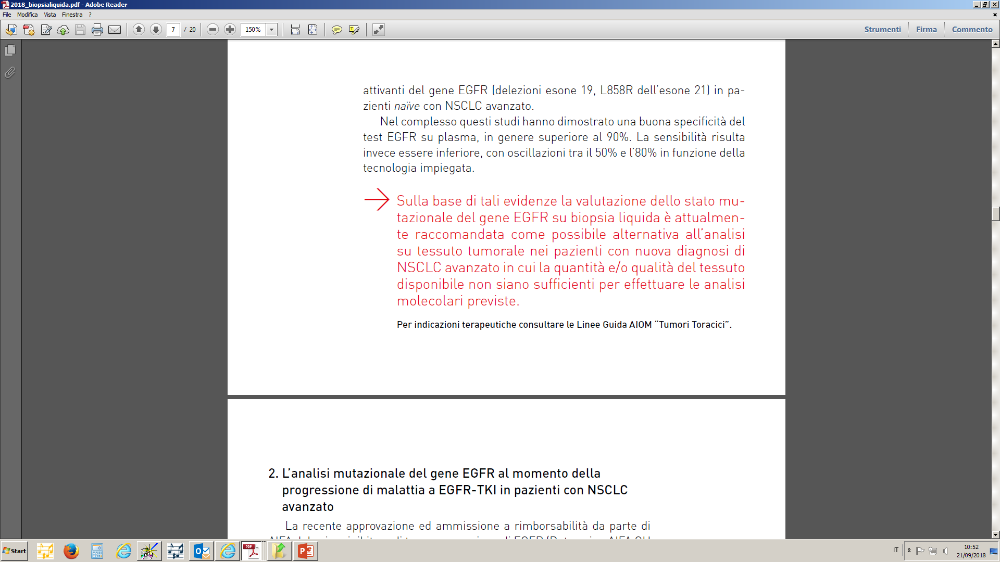 2018_biopsialiquida.pdf - Adobe Reader
File Modifica Vista Finestra ?
7 / 20 150% Strumenti Firma Commento
attivanti del gene EGFR (delezioni esone 19, L858R dell'esone 21) in pa-
zienti naïve con NSCLC avanzato.
Nel complesso questi studi hanno dimostrato una buona specificità del
test EGFR su plasma, in genere superiore al 90%. La sensibilità risulta
invece essere inferiore, con oscillazioni tra il 50% e l'80% in funzione della
tecnologia impiegata.
Sulla base di tali evidenze la valutazione dello stato mu-
tazionale del gene EGFR su biopsia liquida è attualmen-
te raccomandata come possibile alternativa all'analisi
su tessuto tumorale nei pazienti con nuova diagnosi di
NSCLC avanzato in cui la quantità e/o qualità del tessuto
disponibile non siano sufficienti per effettuare le analisi
molecolari previste.
Per indicazioni terapeutiche consultare le Linee Guida AIOM “Tumori Toracici”.
2. L'analisi mutazionale del gene EGFR al momento della
progressione di malattia a EGFR-TKI in pazienti con NSCLC
avanzato
La recente approvazione ed ammissione a rimborsabilità da parte di
Start
IT
10:52
21/09/2018